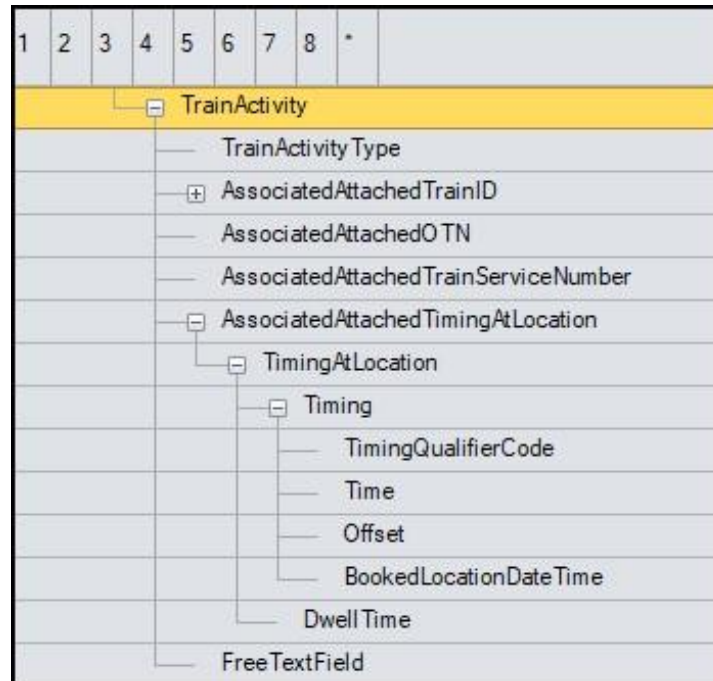 1 2 3 4 5 6 7 8 *
TrainActivity
TrainActivityType
AssociatedAttachedTrainID
AssociatedAttachedOTN
AssociatedAttachedTrainServiceNumber
AssociatedAttachedTimingAtLocation
TimingAtLocation
Timing
TimingQualifierCode
Time
Offset
BookedLocationDateTime
DwellTime
FreeTextField